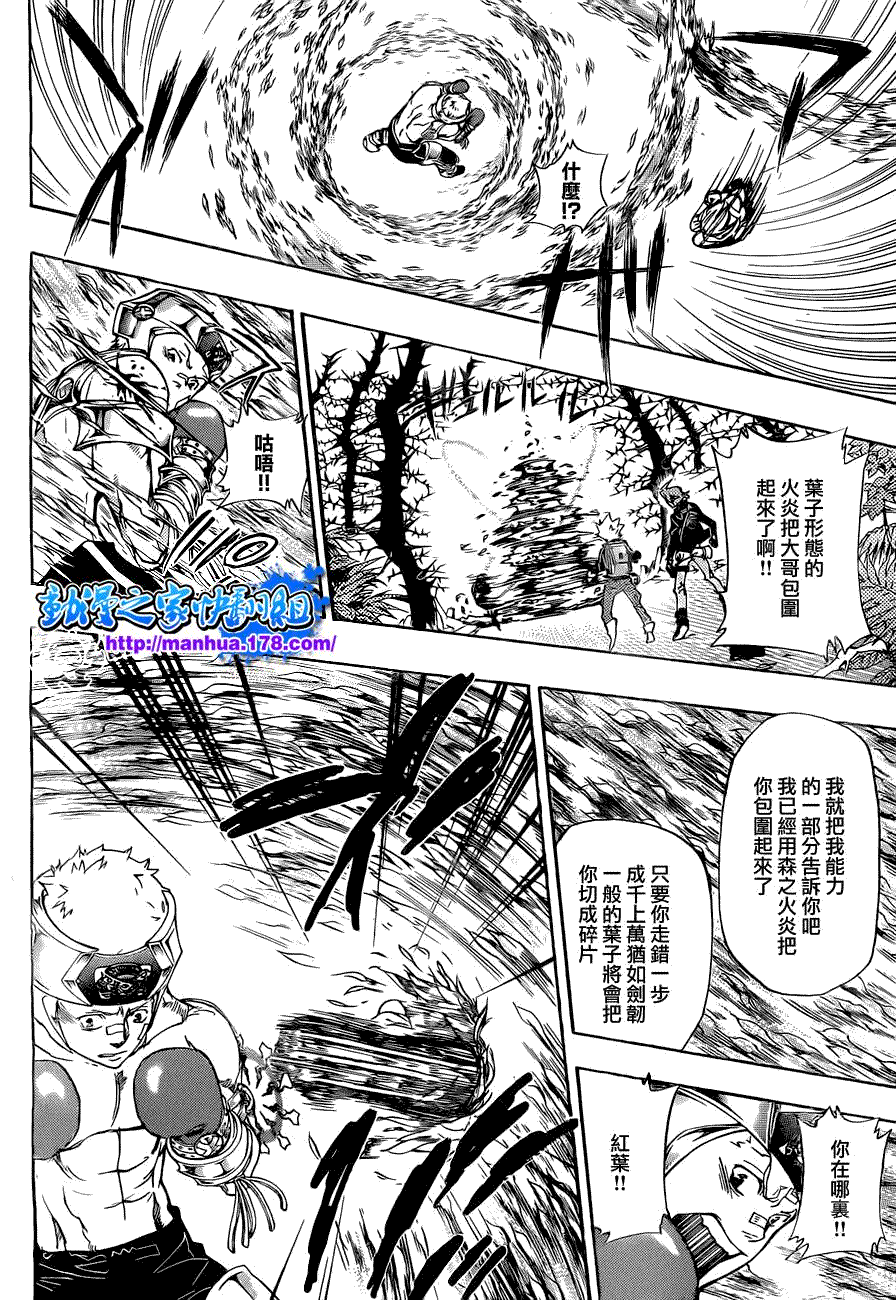 什麼!?
葉子形態的
火炎把大哥包圍
起來了啊!!
咕唔!!
動漫之家快翻組
http://manhua.178.com/
我就把我能力
的一部分告訴你吧
我已經用森之火炎把
你包圍起來了
只要你走錯一步
成千上萬猶如劍韌
一般的葉子將會把
你切成碎片
你在哪裏!!
紅葉!!